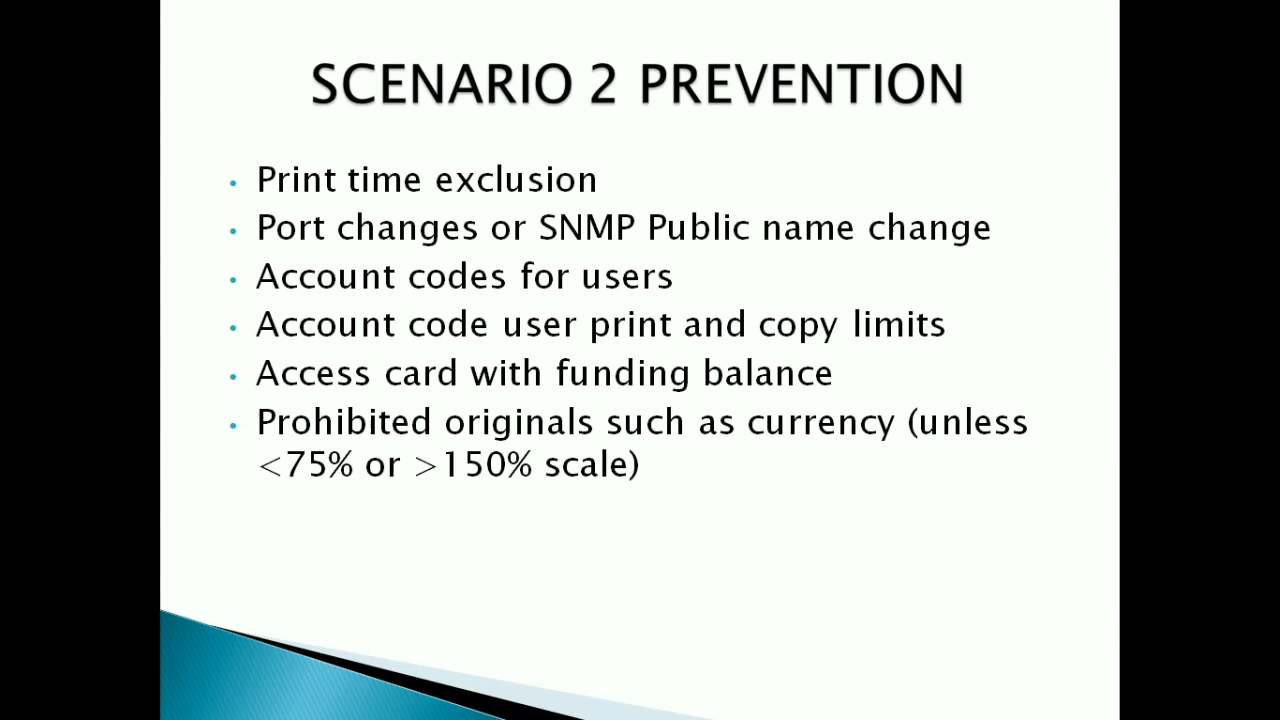 SCENARIO 2 PREVENTION
• Print time exclusion
• Port changes or SNMP Public name change
• Account codes for users
• Account code user print and copy limits
• Access card with funding balance
• Prohibited originals such as currency (unless
<75% or >150% scale)